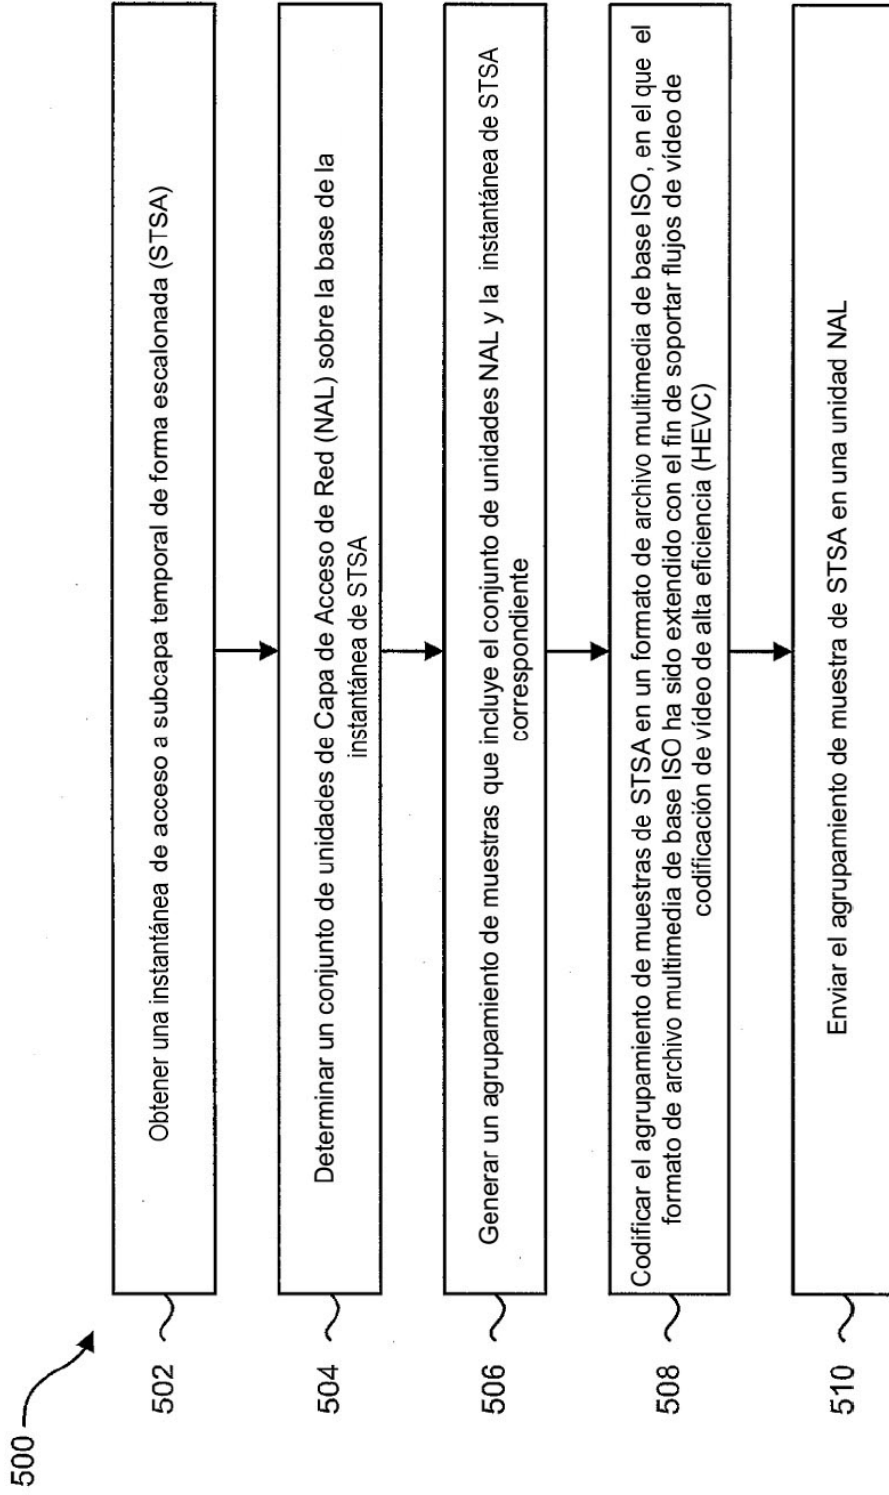 500
502
Obtener una instantánea de acceso a subcapa temporal de forma escalonada (STSA)
504
Determinar un conjunto de unidades de Capa de Acceso de Red (NAL) sobre la base de la
instantánea de STSA
506
Generar un agrupamiento de muestras que incluye el conjunto de unidades NAL y la instantánea de STSA
correspondiente
508
Codificar el agrupamiento de muestras de STSA en un formato de archivo multimedia de base ISO, en el que el
formato de archivo multimedia de base ISO ha sido extendido con el fin de soportar flujos de vídeo de
codificación de vídeo de alta eficiencia (HEVC)
510
Enviar el agrupamiento de muestra de STSA en una unidad NAL